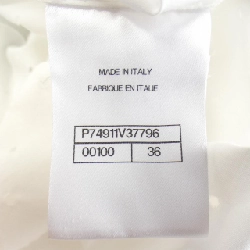 MADE IN ITALY
FABRIQUE EN ITALIE
P74911V37796
00100 36